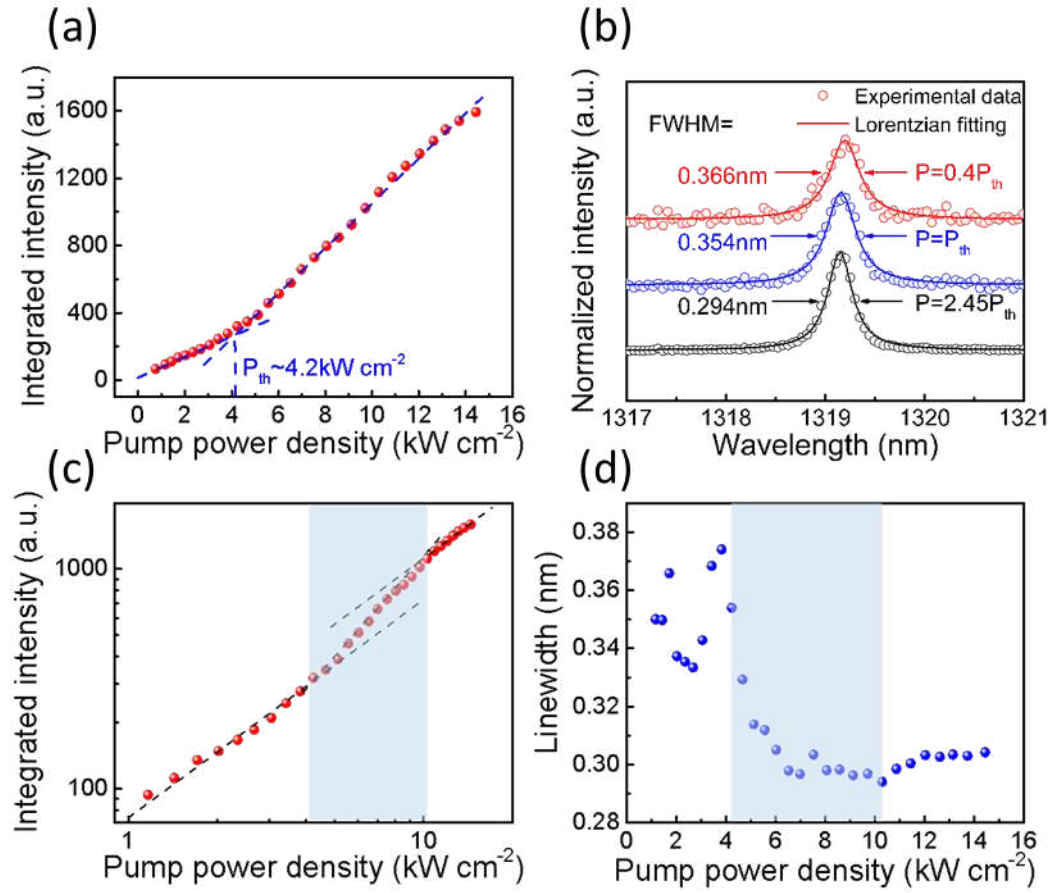 (a)
Integrated intensity (a.u.)
1600
1200
800
400
0
P_th~4.2kW cm⁻²
0 2 4 6 8 10 12 14 16
Pump power density (kW cm⁻²)
(b)
Normalized intensity (a.u.)
Experimental data
FWHM= Lorentzian fitting
0.366nm P=0.4P_th
0.354nm P=P_th
0.294nm P=2.45P_th
1317 1318 1319 1320 1321
Wavelength (nm)
(c)
Integrated intensity (a.u.)
1000
100
1 10
Pump power density (kW cm⁻²)
(d)
Linewidth (nm)
0.38
0.36
0.34
0.32
0.30
0.28
0 2 4 6 8 10 12 14 16
Pump power density (kW cm⁻²)